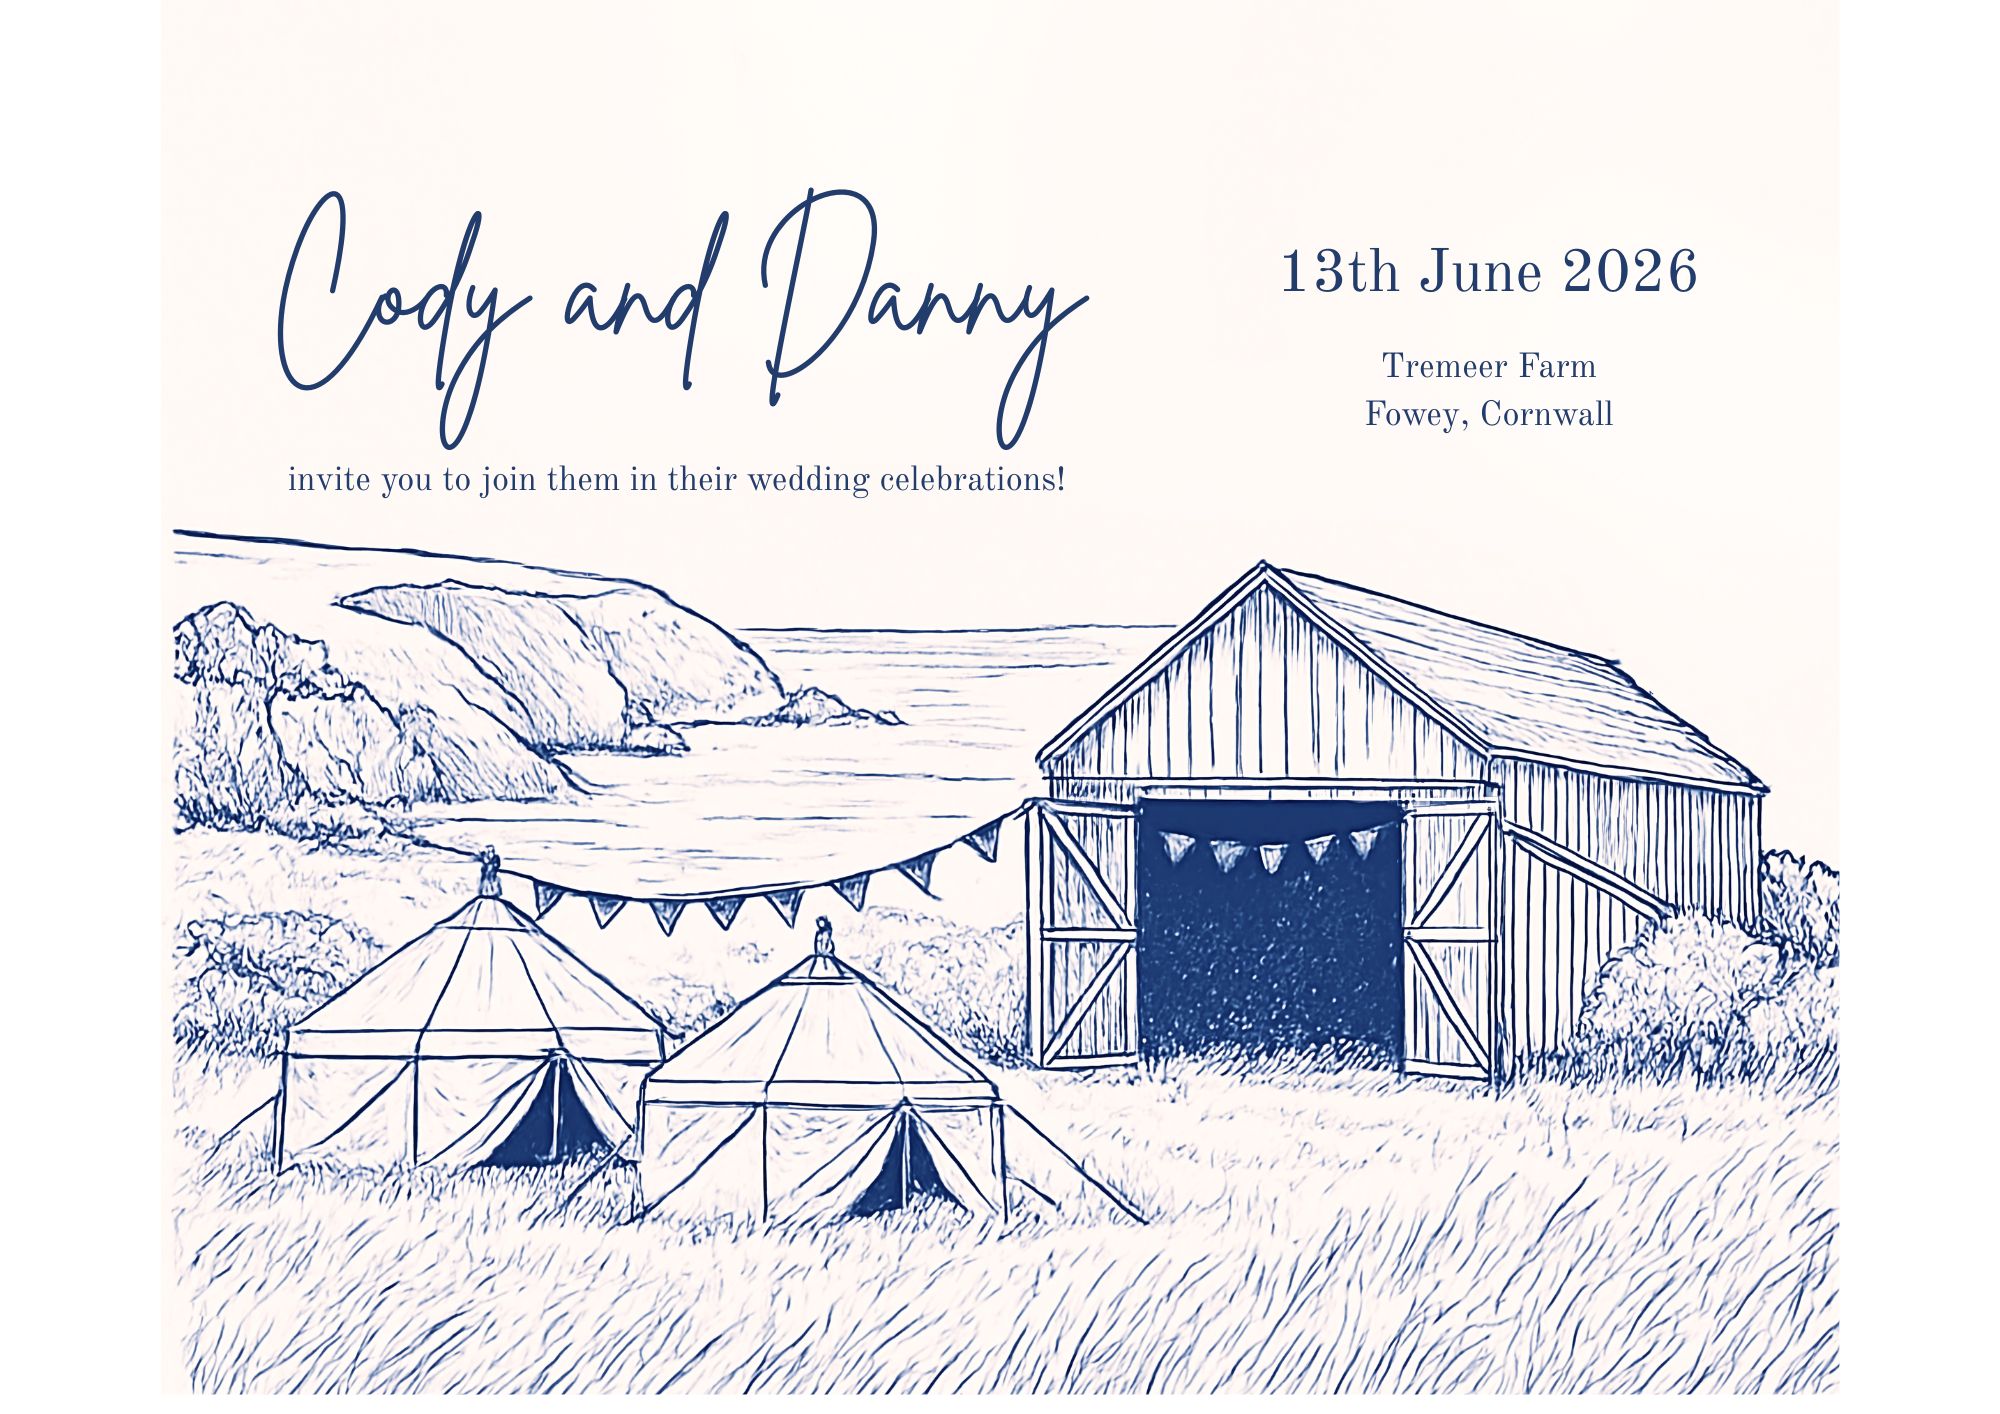 Cody and Danny
invite you to join them in their wedding celebrations!
13th June 2026
Tremeer Farm
Fowey, Cornwall